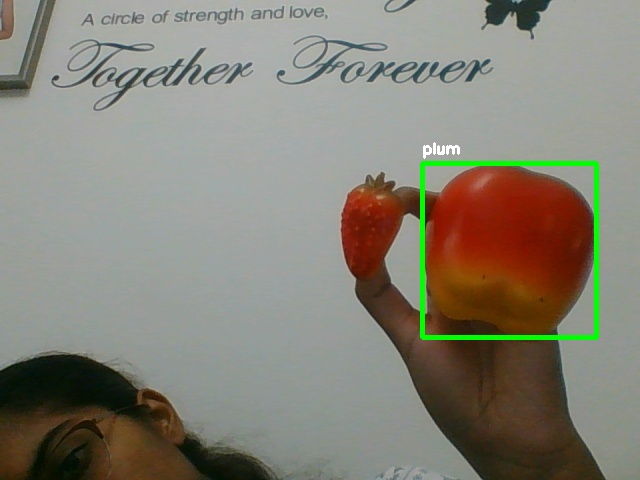 A circle of strength and love,
Together Forever
plum